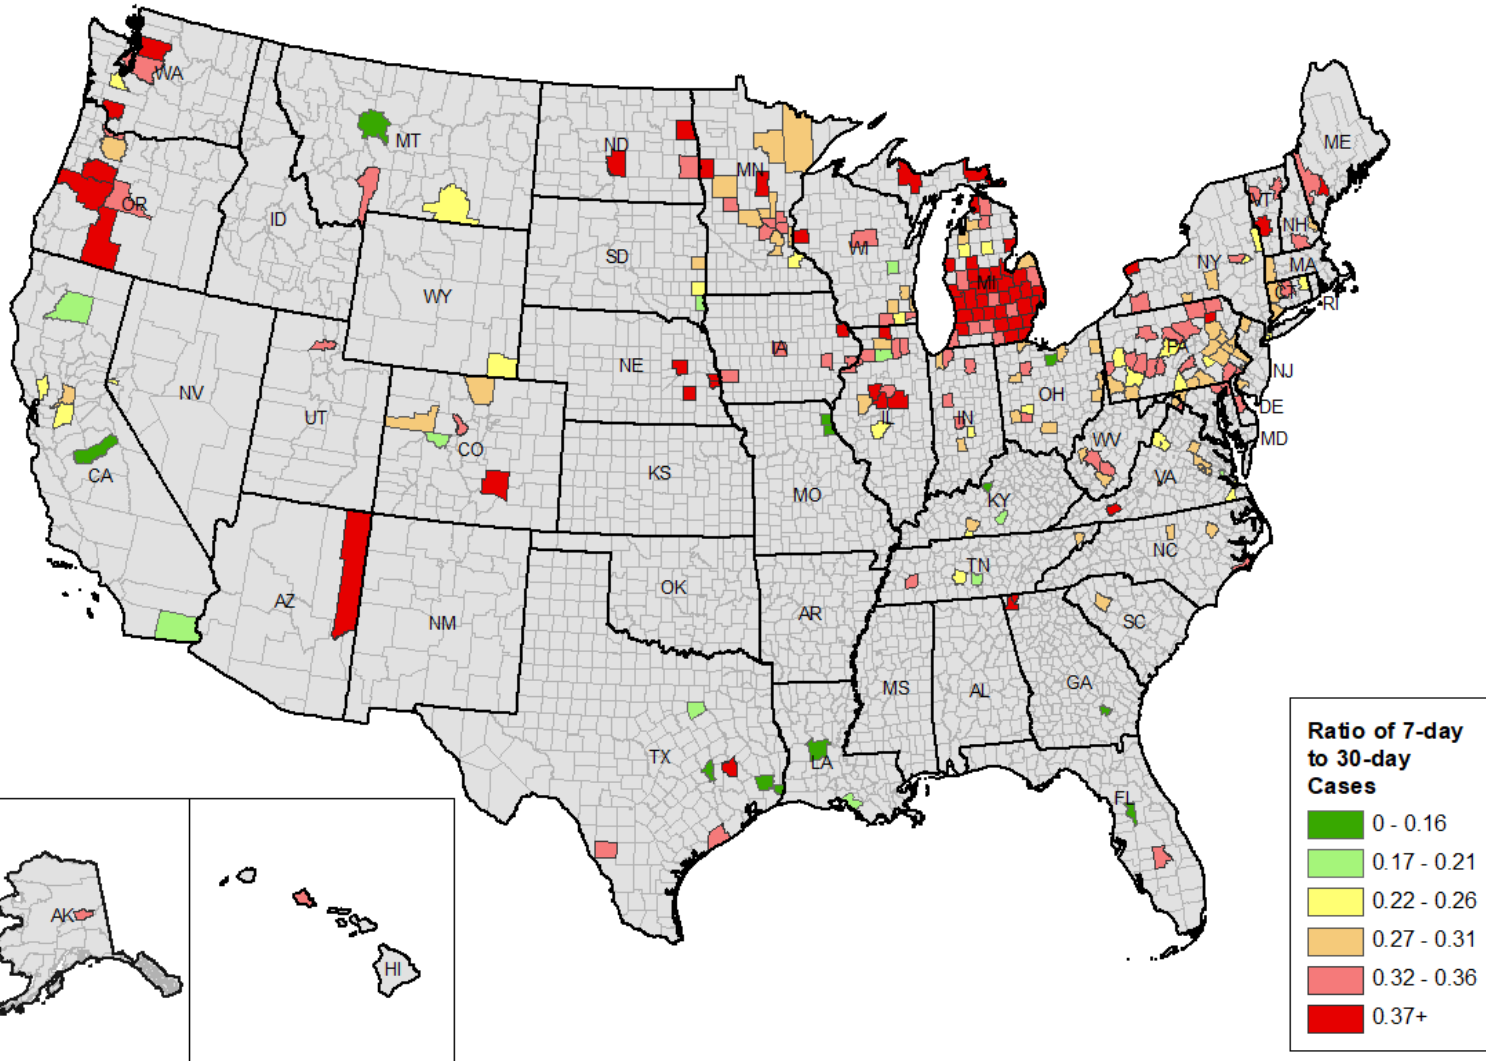 WA
MT
ND
MN
ME
OR
ID
SD
WI
MI
VT
NH
NY
MA
CT
RI
WY
NE
IA
PA
NJ
NV
UT
CO
IL
IN
OH
DE
MD
CA
KS
MO
WV
KY
VA
AZ
NM
OK
AR
TN
NC
SC
TX
LA
MS
AL
GA
FL
AK
HI
Ratio of 7-day
to 30-day
Cases
0 - 0.16
0.17 - 0.21
0.22 - 0.26
0.27 - 0.31
0.32 - 0.36
0.37+